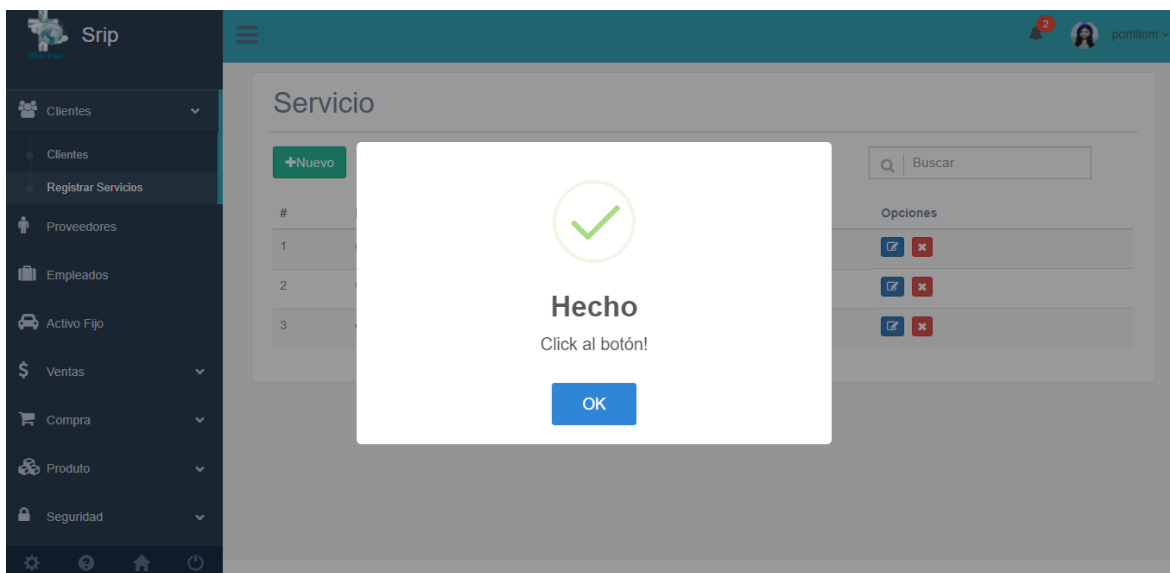 Srip
2
portillom
Clientes
Clientes
Registrar Servicios
Proveedores
Empleados
Activo Fijo
Ventas
Compra
Produto
Seguridad
Servicio
+Nuevo
Buscar
# Opciones
1
2
3
Hecho
Click al botón!
OK